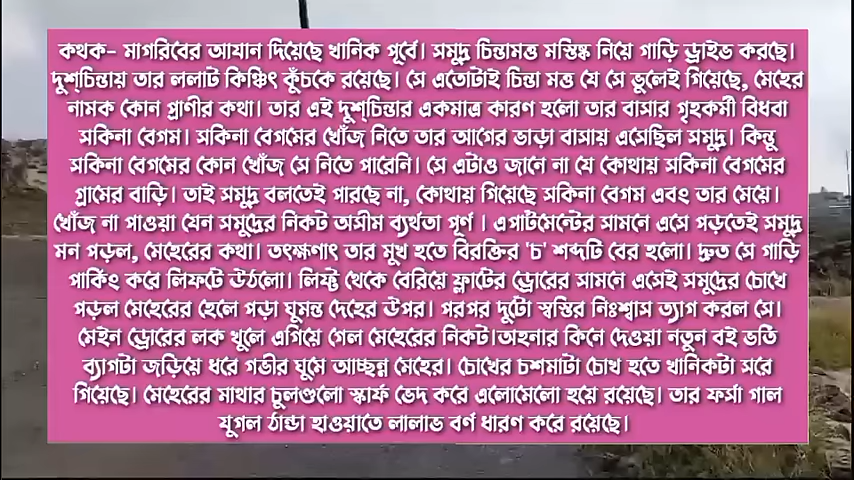 কথক- মাগরিবের আযান দিয়েছে খানিক পূর্বে। সমুদ্র চিন্তামত্ত মস্তিষ্ক নিয়ে গাড়ি ড্রাইভ করছে।
দুশ্চিন্তায় তার ললাট কিঞ্চিৎ কুঁচকে রয়েছে। সে এতোটাই চিন্তা মত্ত যে সে ভুলেই গিয়েছে, মেহের
নামক কোন প্রাণীর কথা। তার এই দুশ্চিন্তার একমাত্র কারণ হলো তার বাসার গৃহকর্মী বিধবা
সকিনা বেগম। সকিনা বেগমের খোঁজ নিতে তার আগের ভাড়া বাসায় এসেছিল সমুদ্র। কিন্তু
সকিনা বেগমের কোন খোঁজ সে নিতে পারেনি। সে এটাও জানে না যে কোথায় সকিনা বেগমের
গ্রামের বাড়ি। তাই সমুদ্র বলতেই পারছে না, কোথায় গিয়েছে সকিনা বেগম এবং তার মেয়ে।
খোঁজ না পাওয়া যেন সমুদ্রের নিকট অসীম ব্যর্থতা পূর্ণ। এপার্টমেন্টের সামনে এসে পড়তেই সমুদ্র
মন পড়ল, মেহেরের কথা। তৎক্ষণাৎ তার মুখ হতে বিরক্তির 'চ' শব্দটি বের হলো। দ্রুত সে গাড়ি
পার্কিং করে লিফটে উঠলো। লিফ্ট থেকে বেরিয়ে ফ্লাটের ড্রোরের সামনে এসেই সমুদ্রের চোখে
পড়ল মেহেরের হেলে পড়া ঘুমন্ত দেহের উপর। পরপর দুটো স্বস্তির নিঃশ্বাস ত্যাগ করল সে।
মেইন ড্রোরের লক খুলে এগিয়ে গেল মেহেরের নিকট।অহনার কিনে দেওয়া নতুন বই ভর্তি
ব্যাগটা জড়িয়ে ধরে গভীর ঘুমে আচ্ছন্ন মেহের। চোখের চশমাটা চোখ হতে খানিকটা সরে
গিয়েছে। মেহেরের মাথার চুলগুলো স্কার্ফ ভেদ করে এলোমেলো হয়ে রয়েছে। তার ফর্সা গাল
যুগল ঠান্ডা হাওয়াতে লালাভ বর্ণ ধারণ করে রয়েছে।